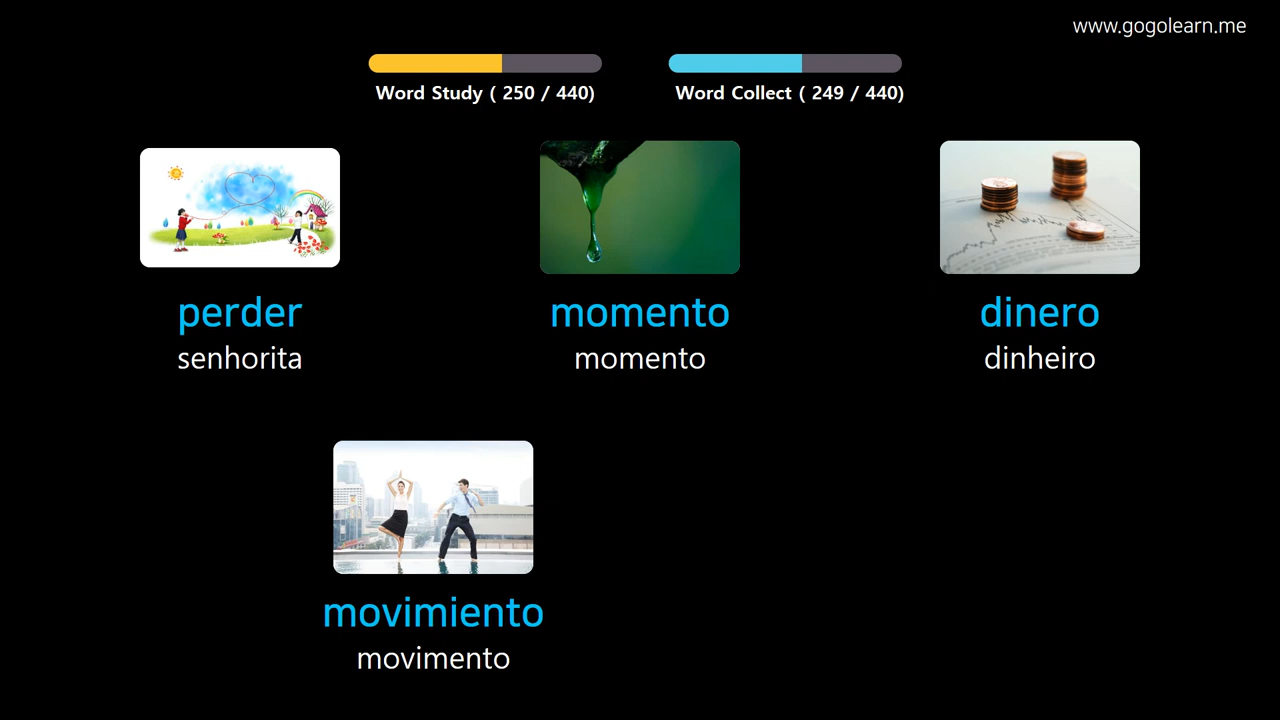 www.gogolearn.me
Word Study ( 250 / 440)
Word Collect ( 249 / 440)
perder
senhorita
momento
momento
dinero
dinheiro
movimiento
movimento